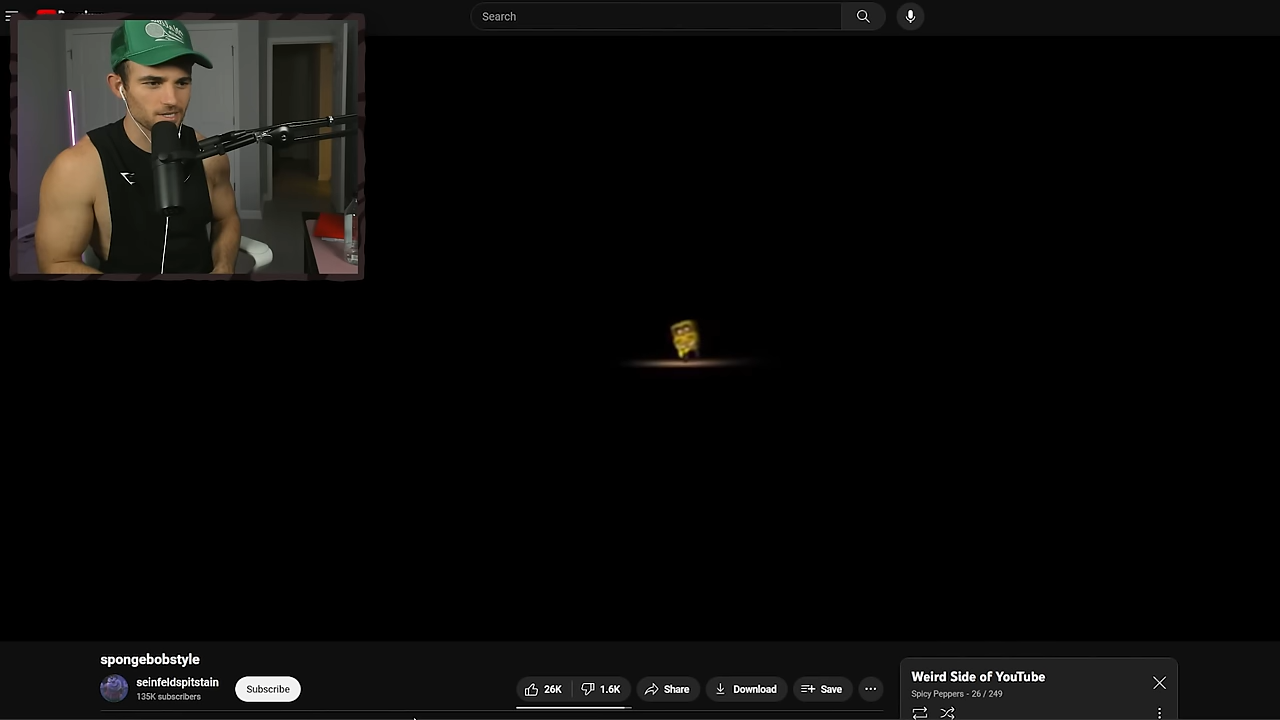 Search
spongebobstyle
seinfeldspitstain
135K subscribers
Subscribe
26K
1.6K
Share
Download
Save
Weird Side of YouTube
Spicy Peppers - 26 / 249